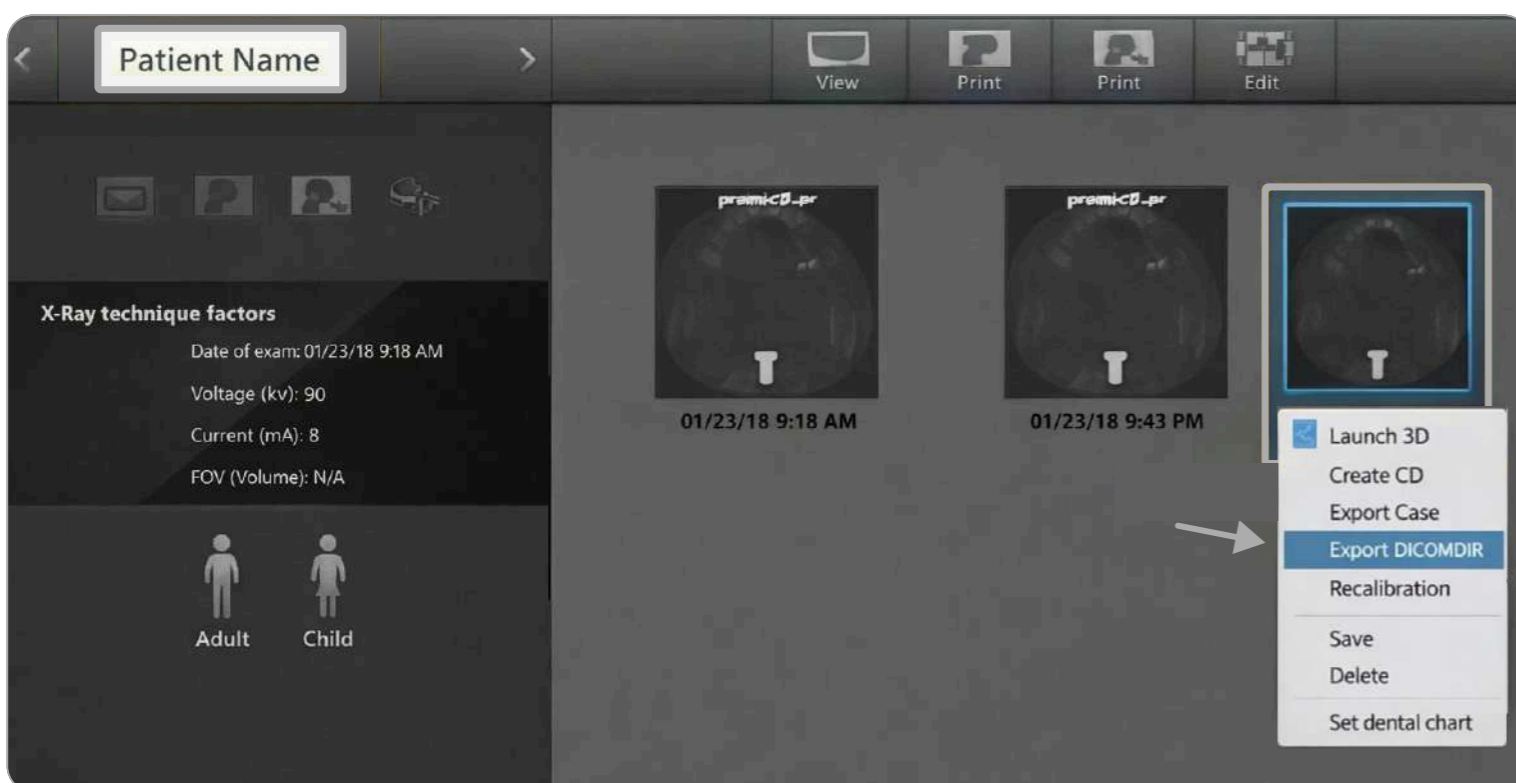 Patient Name
View
Print
Print
Edit
X-Ray technique factors
Date of exam: 01/23/18 9:18 AM
Voltage (kv): 90
Current (mA): 8
FOV (Volume): N/A
Adult
Child
01/23/18 9:18 AM
01/23/18 9:43 PM
Launch 3D
Create CD
Export Case
Export DICOMDIR
Recalibration
Save
Delete
Set dental chart